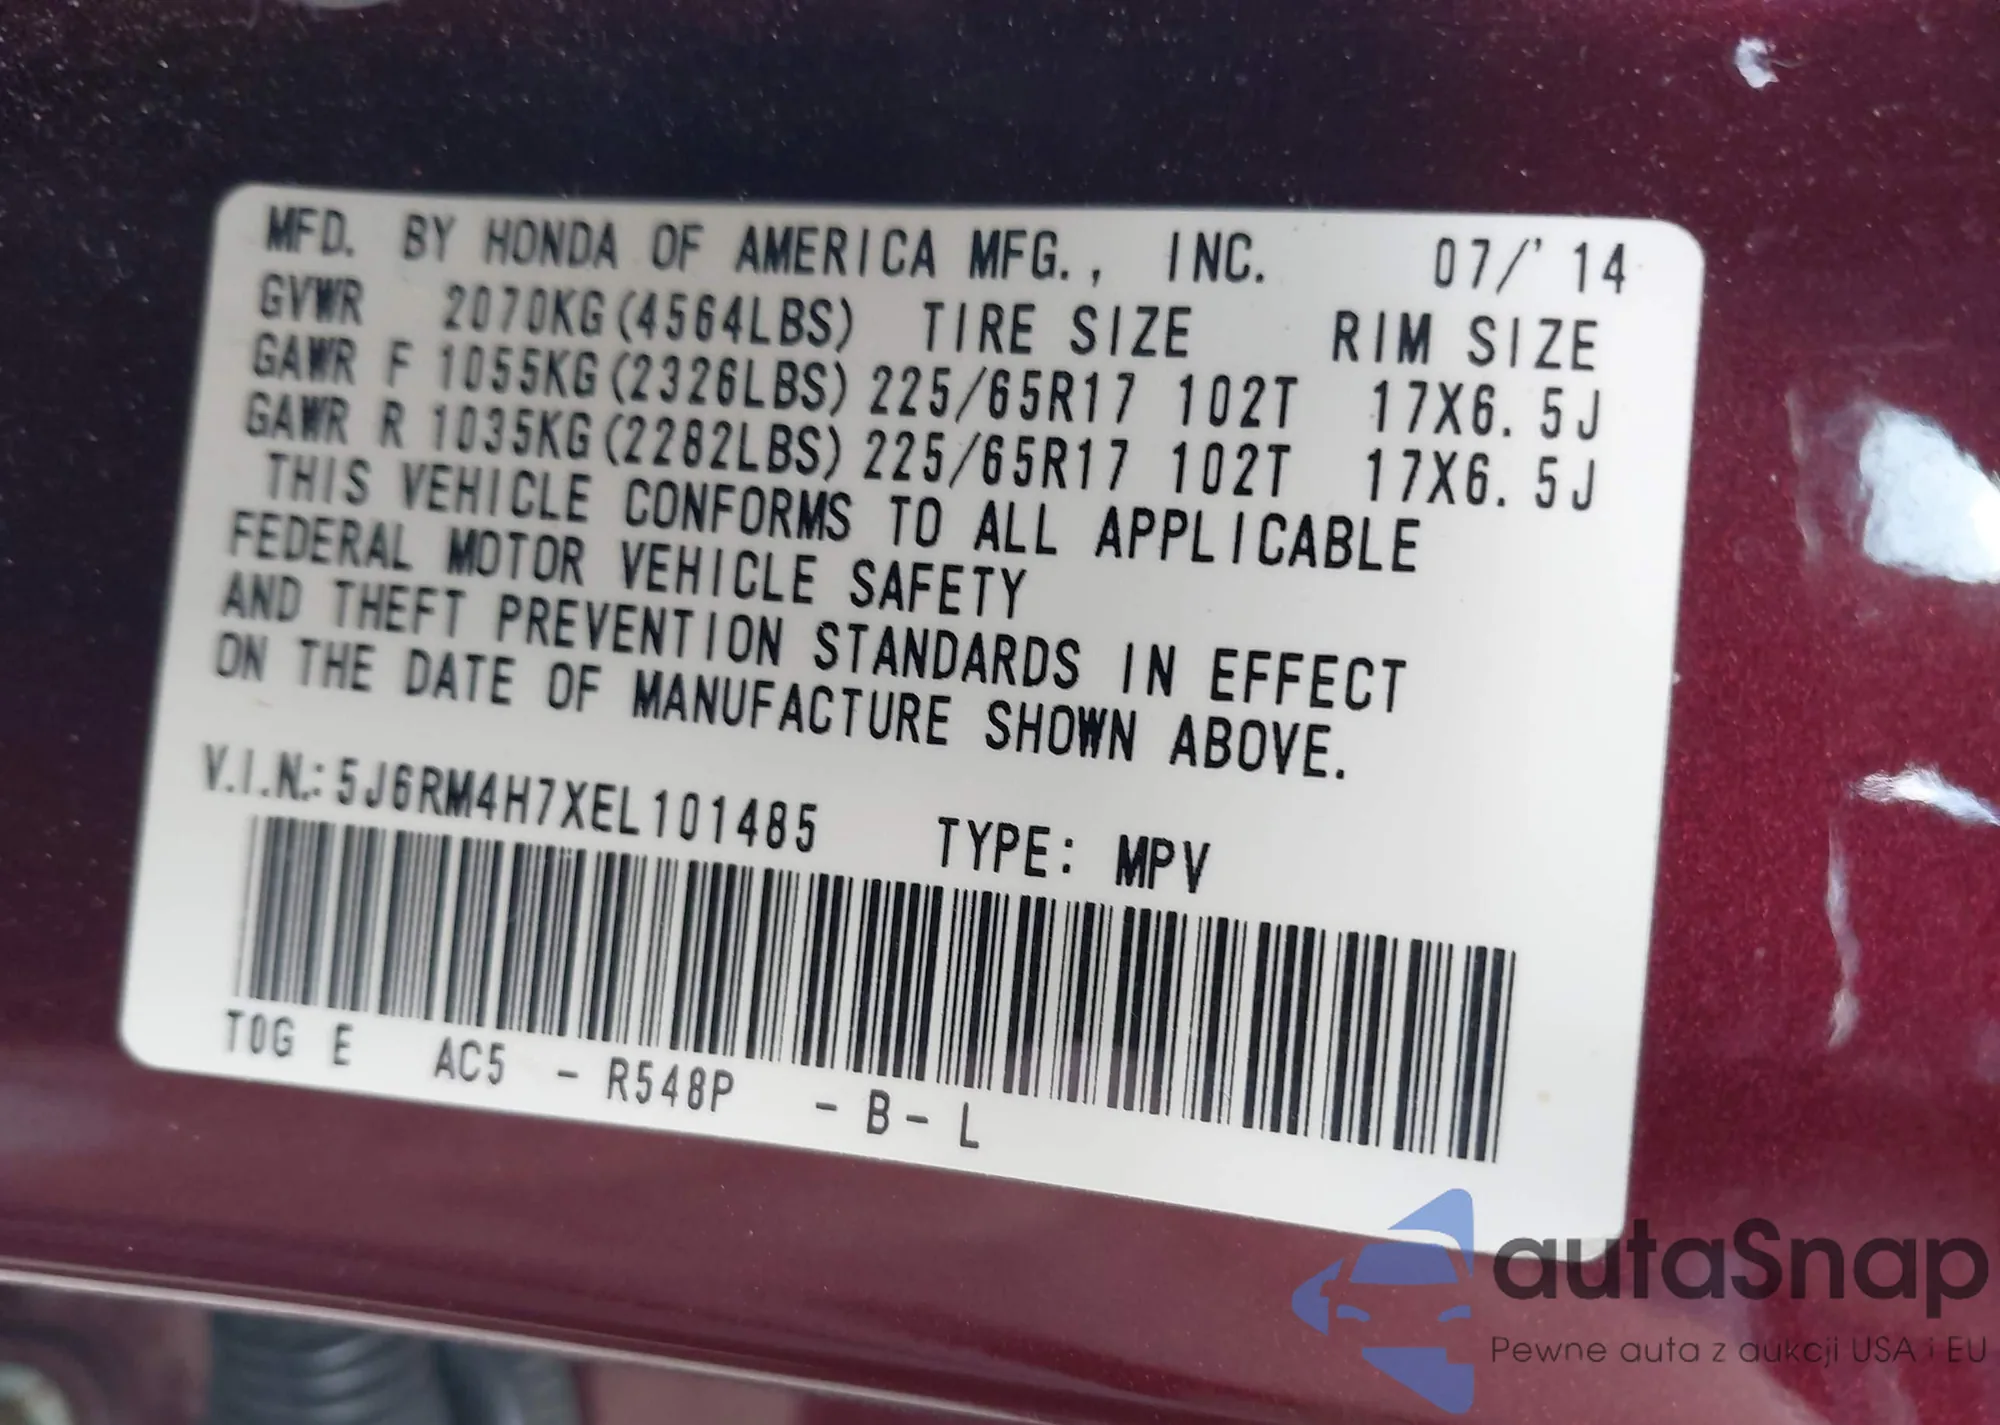 MFD. BY HONDA OF AMERICA MFG., INC. 07/'14
GVWR 2070KG(4564LBS) TIRE SIZE RIM SIZE
GAWR F 1055KG(2326LBS) 225/65R17 102T 17X6.5J
GAWR R 1035KG(2282LBS) 225/65R17 102T 17X6.5J
THIS VEHICLE CONFORMS TO ALL APPLICABLE
FEDERAL MOTOR VEHICLE SAFETY
AND THEFT PREVENTION STANDARDS IN EFFECT
ON THE DATE OF MANUFACTURE SHOWN ABOVE.
V.I.N.: 5J6RM4H7XEL101485 TYPE: MPV
T0G E AC5 - R548P - B - L
autaSnap
Pewne auta z aukcji USA i EU